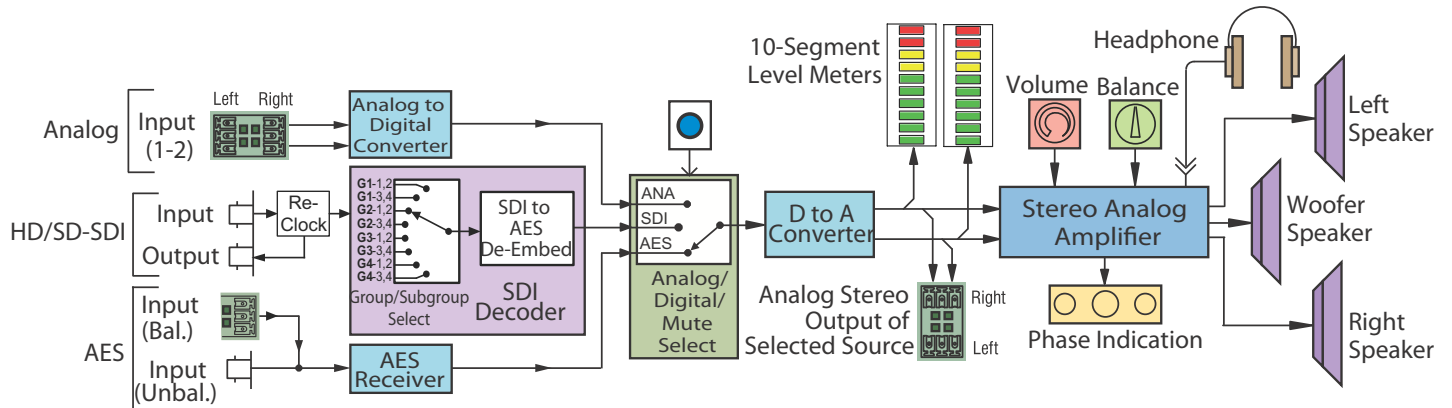 Analog
Left
Right
Input
(1-2)
Analog to
Digital
Converter
HD/SD-SDI
Input
Output
Re-
Clock
G1-1,2
G1-3,4
G2-1,2
G2-3,4
G3-1,2
G3-3,4
G4-1,2
G4-3,4
Group/Subgroup
Select
SDI to
AES
De-Embed
SDI
Decoder
AES
Input
(Bal.)
Input
(Unbal.)
AES
Receiver
ANA
SDI
AES
Analog/
Digital/
Mute
Select
D to A
Converter
10-Segment
Level Meters
Analog Stereo
Output of
Selected Source
Right
Left
Volume
Balance
Headphone
Stereo Analog
Amplifier
Phase Indication
Left
Speaker
Woofer
Speaker
Right
Speaker